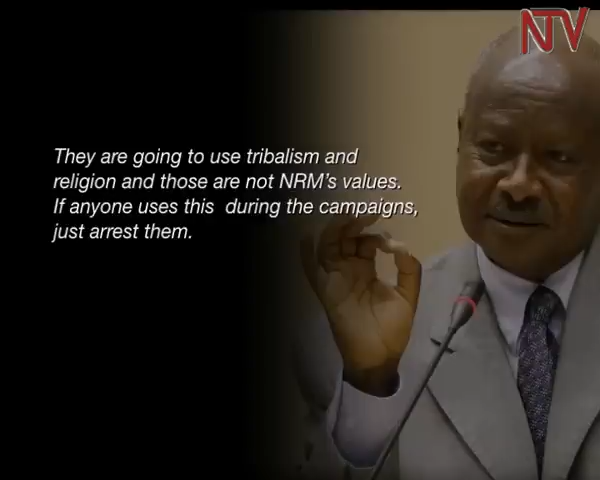 NTV
They are going to use tribalism and
religion and those are not NRM's values.
If anyone uses this during the campaigns,
just arrest them.